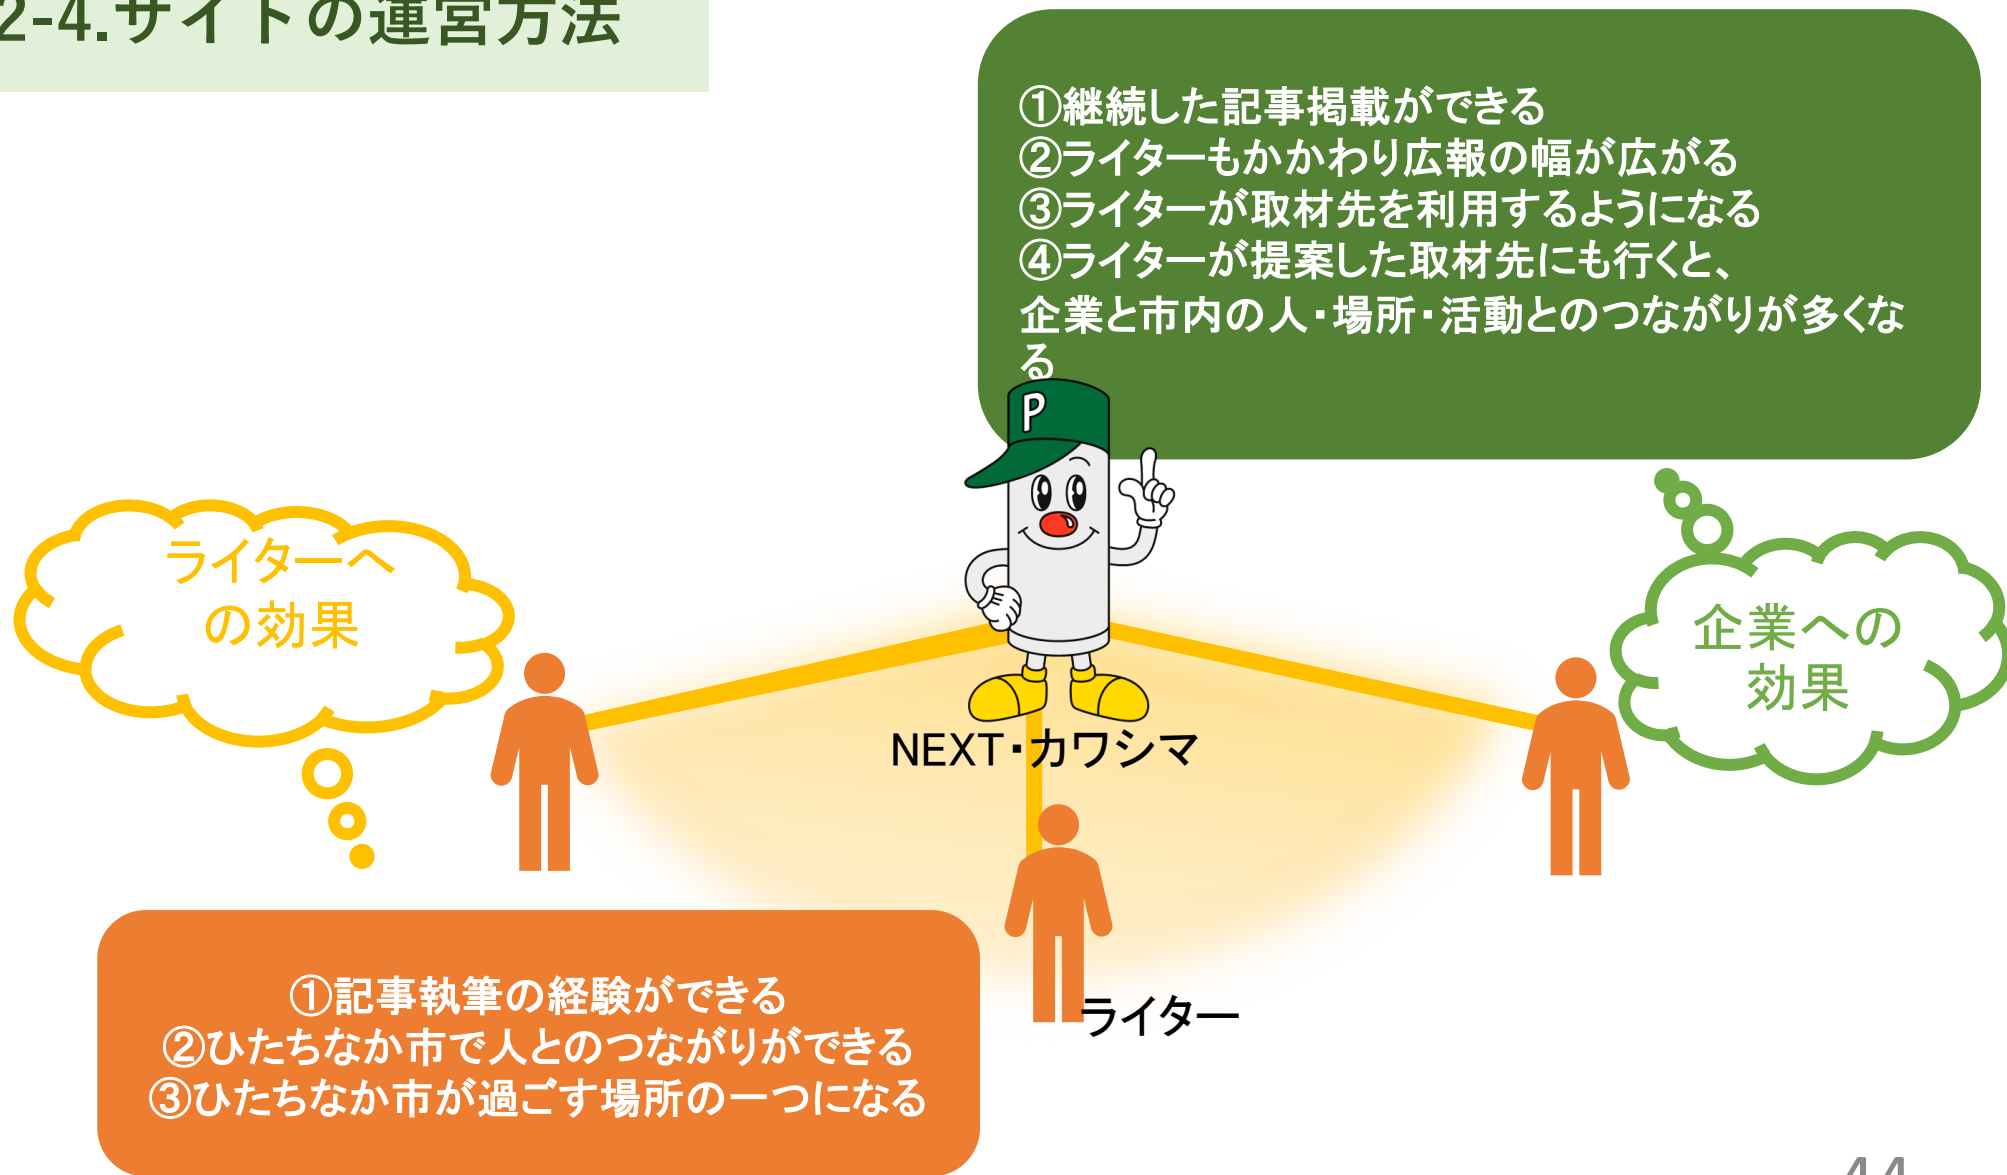 2-4.サイトの運営方法
①継続した記事掲載ができる
②ライターもかかわり広報の幅が広がる
③ライターが取材先を利用するようになる
④ライターが提案した取材先にも行くと、
企業と市内の人・場所・活動とのつながりが多くな
る
P
ライターへ
の効果
企業への
効果
NEXT・カワシマ
ライター
①記事執筆の経験ができる
②ひたちなか市で人とのつながりができる
③ひたちなか市が過ごす場所の一つになる
44